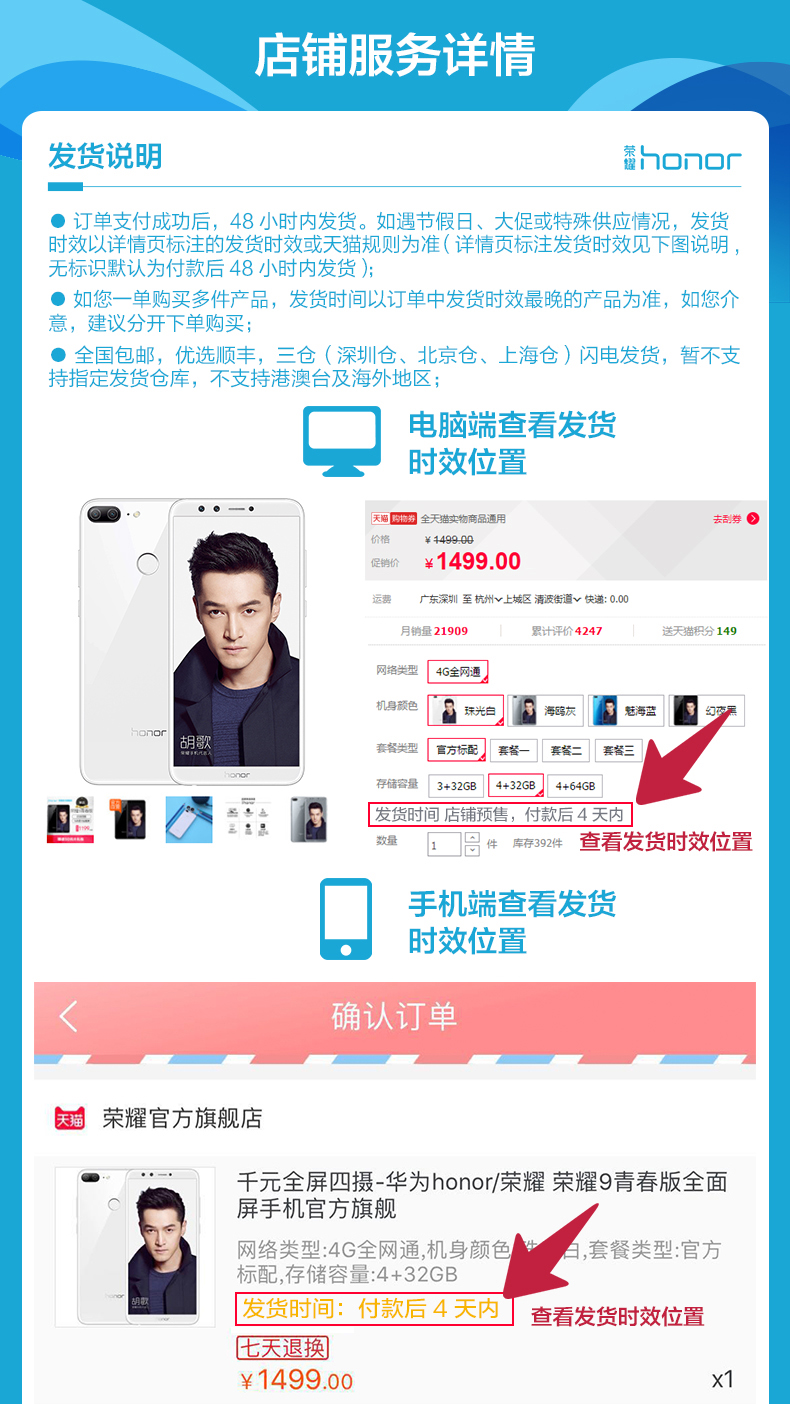 店铺服务详情
发货说明
荣耀 honor
● 订单支付成功后，48 小时内发货。如遇节假日、大促或特殊供应情况，发货
时效以详情页标注的发货时效或天猫规则为准（详情页标注发货时效见下图说明，
无标识默认为付款后 48 小时内发货）；
● 如您一单购买多件产品，发货时间以订单中发货时效最晚的产品为准，如您介
意，建议分开下单购买；
● 全国包邮，优选顺丰，三仓（深圳仓、北京仓、上海仓）闪电发货，暂不支
持指定发货仓库，不支持港澳台及海外地区；
电脑端查看发货
时效位置
honor
胡歌
荣耀手机代言人
honor
天猫 购物券 全天猫实物商品通用 去刮券
价格 ¥1499.00
促销价 ¥1499.00
运费 广东深圳 至 杭州 上城区 清波街道 快递: 0.00
月销量 21909 累计评价 4247 送天猫积分 149
网络类型 4G全网通
机身颜色 珠光白 海鸥灰 魅海蓝 幻夜黑
套餐类型 官方标配 套餐一 套餐二 套餐三
存储容量 3+32GB 4+32GB 4+64GB
发货时间 店铺预售，付款后 4 天内
数量 1 件 库存392件
查看发货时效位置
手机端查看发货
时效位置
确认订单
天猫 荣耀官方旗舰店
honor
胡歌
千元全屏四摄-华为honor/荣耀 荣耀9青春版全面
屏手机官方旗舰
网络类型:4G全网通,机身颜色 白,套餐类型:官方
标配,存储容量:4+32GB
发货时间：付款后 4 天内
查看发货时效位置
七天退换
¥1499.00 x1